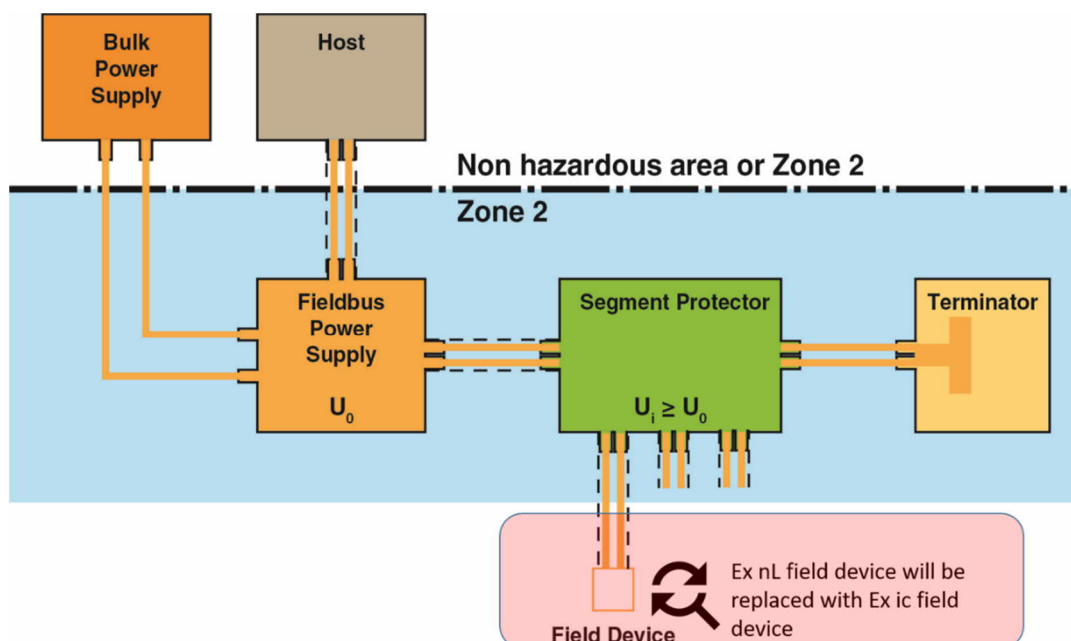 Bulk
Power
Supply
Host
Non hazardous area or Zone 2
Zone 2
Fieldbus
Power
Supply
U₀
Segment Protector
Uᵢ ≥ U₀
Terminator
Ex nL field device will be
replaced with Ex ic field
device
Field Device